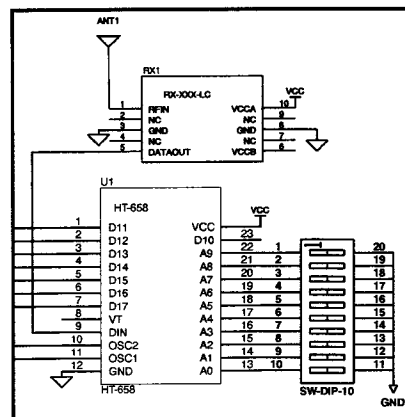 ANT1
RX1
RX-XXX-LC
1 RFIN VCCA 10 VCC
2 NC NC 9
3 GND GND 8
4 NC NC 7
5 DATAOUT VCCB 6
U1
HT-658
VCC
1 D11 VCC
2 D12 D10 23
3 D13 A9 22 1 20
4 D14 A8 21 2 19
5 D15 A7 20 3 18
6 D16 A6 19 4 17
7 D17 A5 18 5 16
8 VT A4 17 6 15
9 DIN A3 16 7 14
10 OSC2 A2 15 8 13
11 OSC1 A1 14 9 12
12 GND A0 13 10 11
HT-658
SW-DIP-10
GND